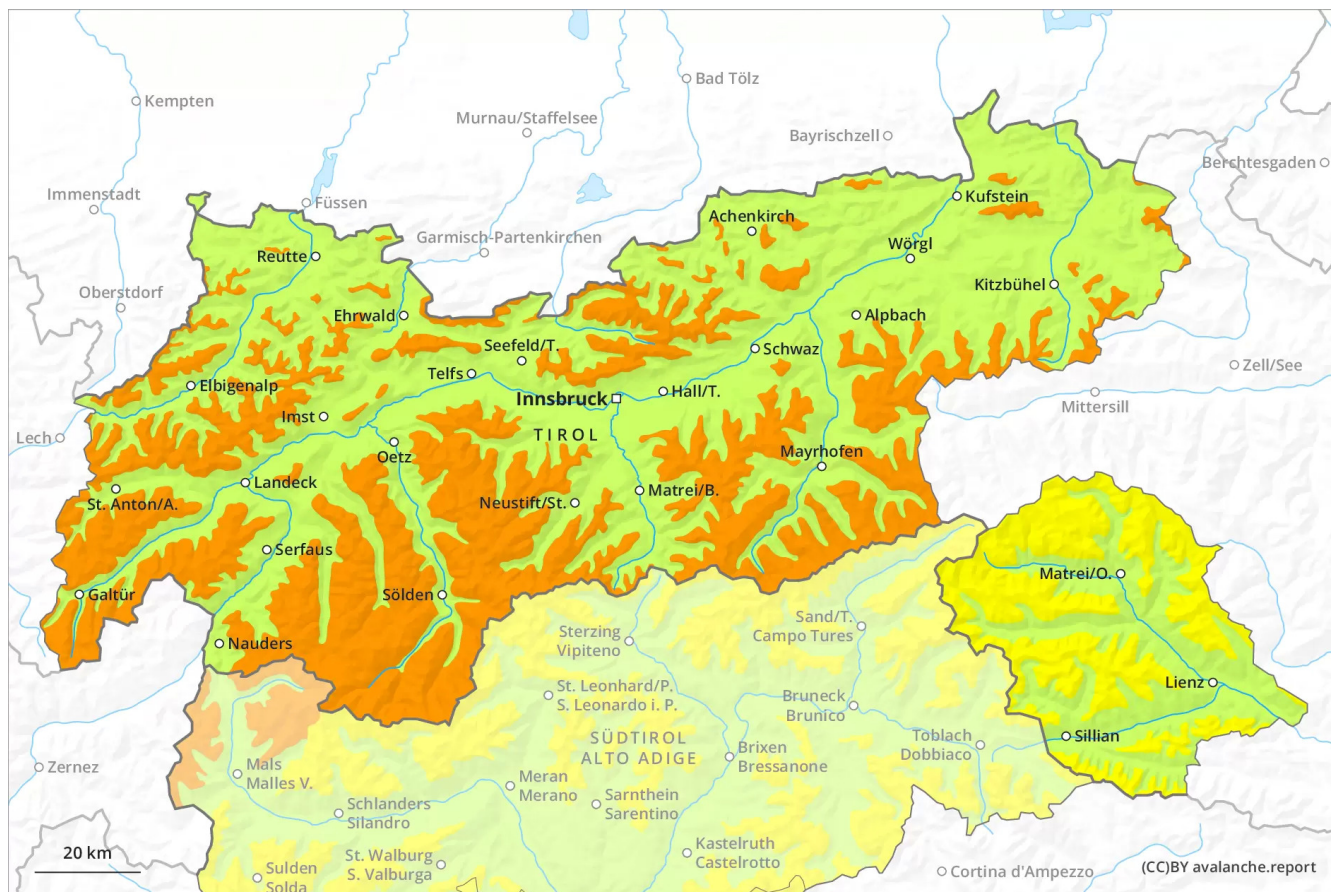 Bad Tölz
Kempten
Murnau/Staffelsee
Bayrischzell
Berchtesgaden
Immenstadt
Füssen
Kufstein
Achenkirch
Garmisch-Partenkirchen
Wörgl
Reutte
Kitzbühel
Oberstdorf
Ehrwald
Alpbach
Seefeld/T.
Schwaz
Zell/See
Telfs
Elbigenalp
Hall/T.
Innsbruck
Mittersill
Imst
Lech
TIROL
Oetz
Mayrhofen
Landeck
Matrei/B.
St. Anton/A.
Neustift/St.
Serfaus
Matrei/O.
Galtür
Sölden
Sand/T.
Campo Tures
Sterzing
Vipiteno
Nauders
Lienz
St. Leonhard/P.
S. Leonardo i. P.
Bruneck
Brunico
Sillian
Toblach
Dobbiaco
SÜDTIROL
ALTO ADIGE
Brixen
Bressanone
Zernez
Mals
Malles V.
Meran
Merano
Sarnthein
Sarentino
Schlanders
Silandro
Kastelruth
Castelrotto
20 km
St. Walburg
S. Valburga
Sulden
Solda
Cortina d'Ampezzo
(CC)BY avalanche.report